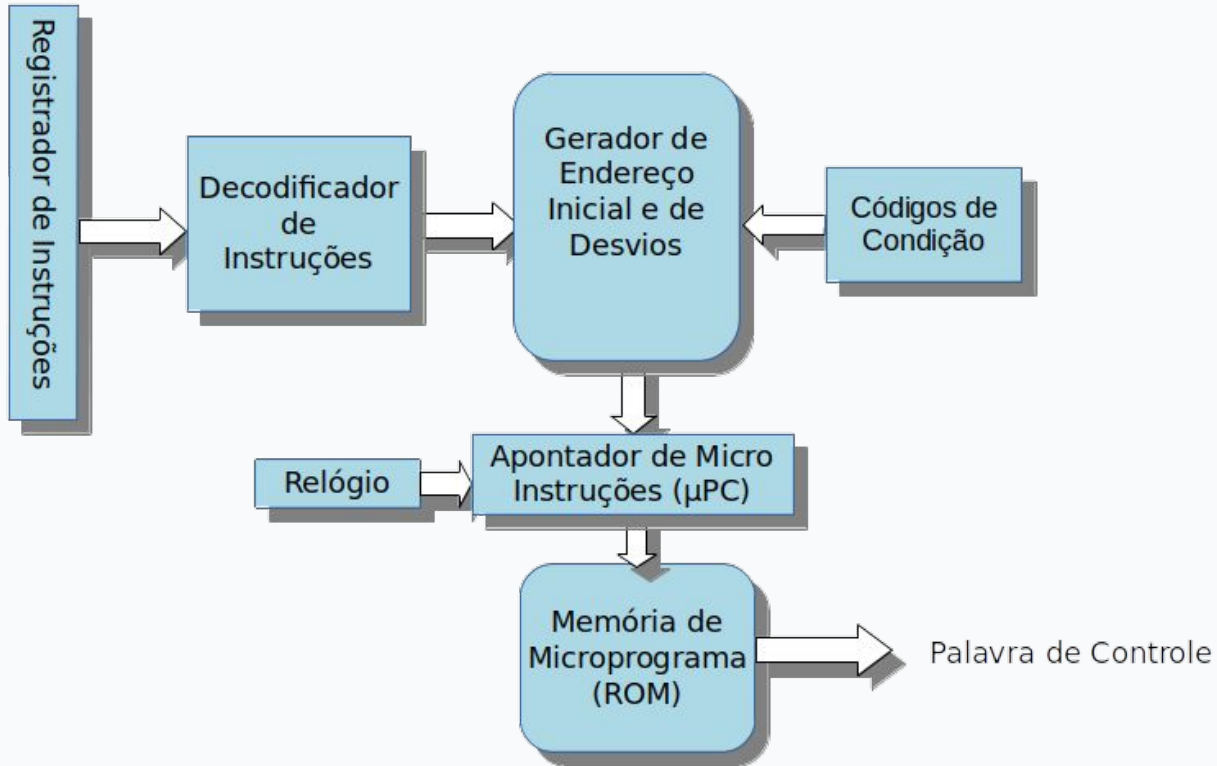 Registrador de Instruções
Decodificador
de
Instruções
Gerador de
Endereço
Inicial e de
Desvios
Códigos de
Condição
Relógio
Apontador de Micro
Instruções (µPC)
Memória de
Microprograma
(ROM)
Palavra de Controle